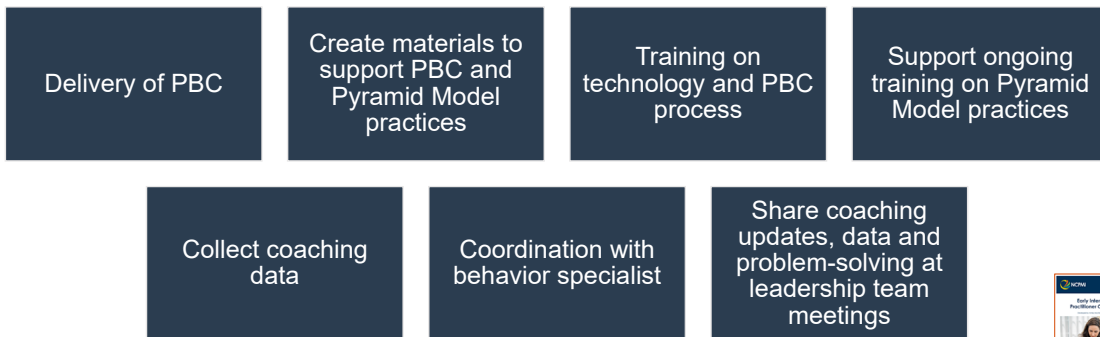 Delivery of PBC
Create materials to
support PBC and
Pyramid Model
practices
Training on
technology and PBC
process
Support ongoing
training on Pyramid
Model practices
Collect coaching
data
Coordination with
behavior specialist
Share coaching
updates, data and
problem-solving at
leadership team
meetings
NCPMI